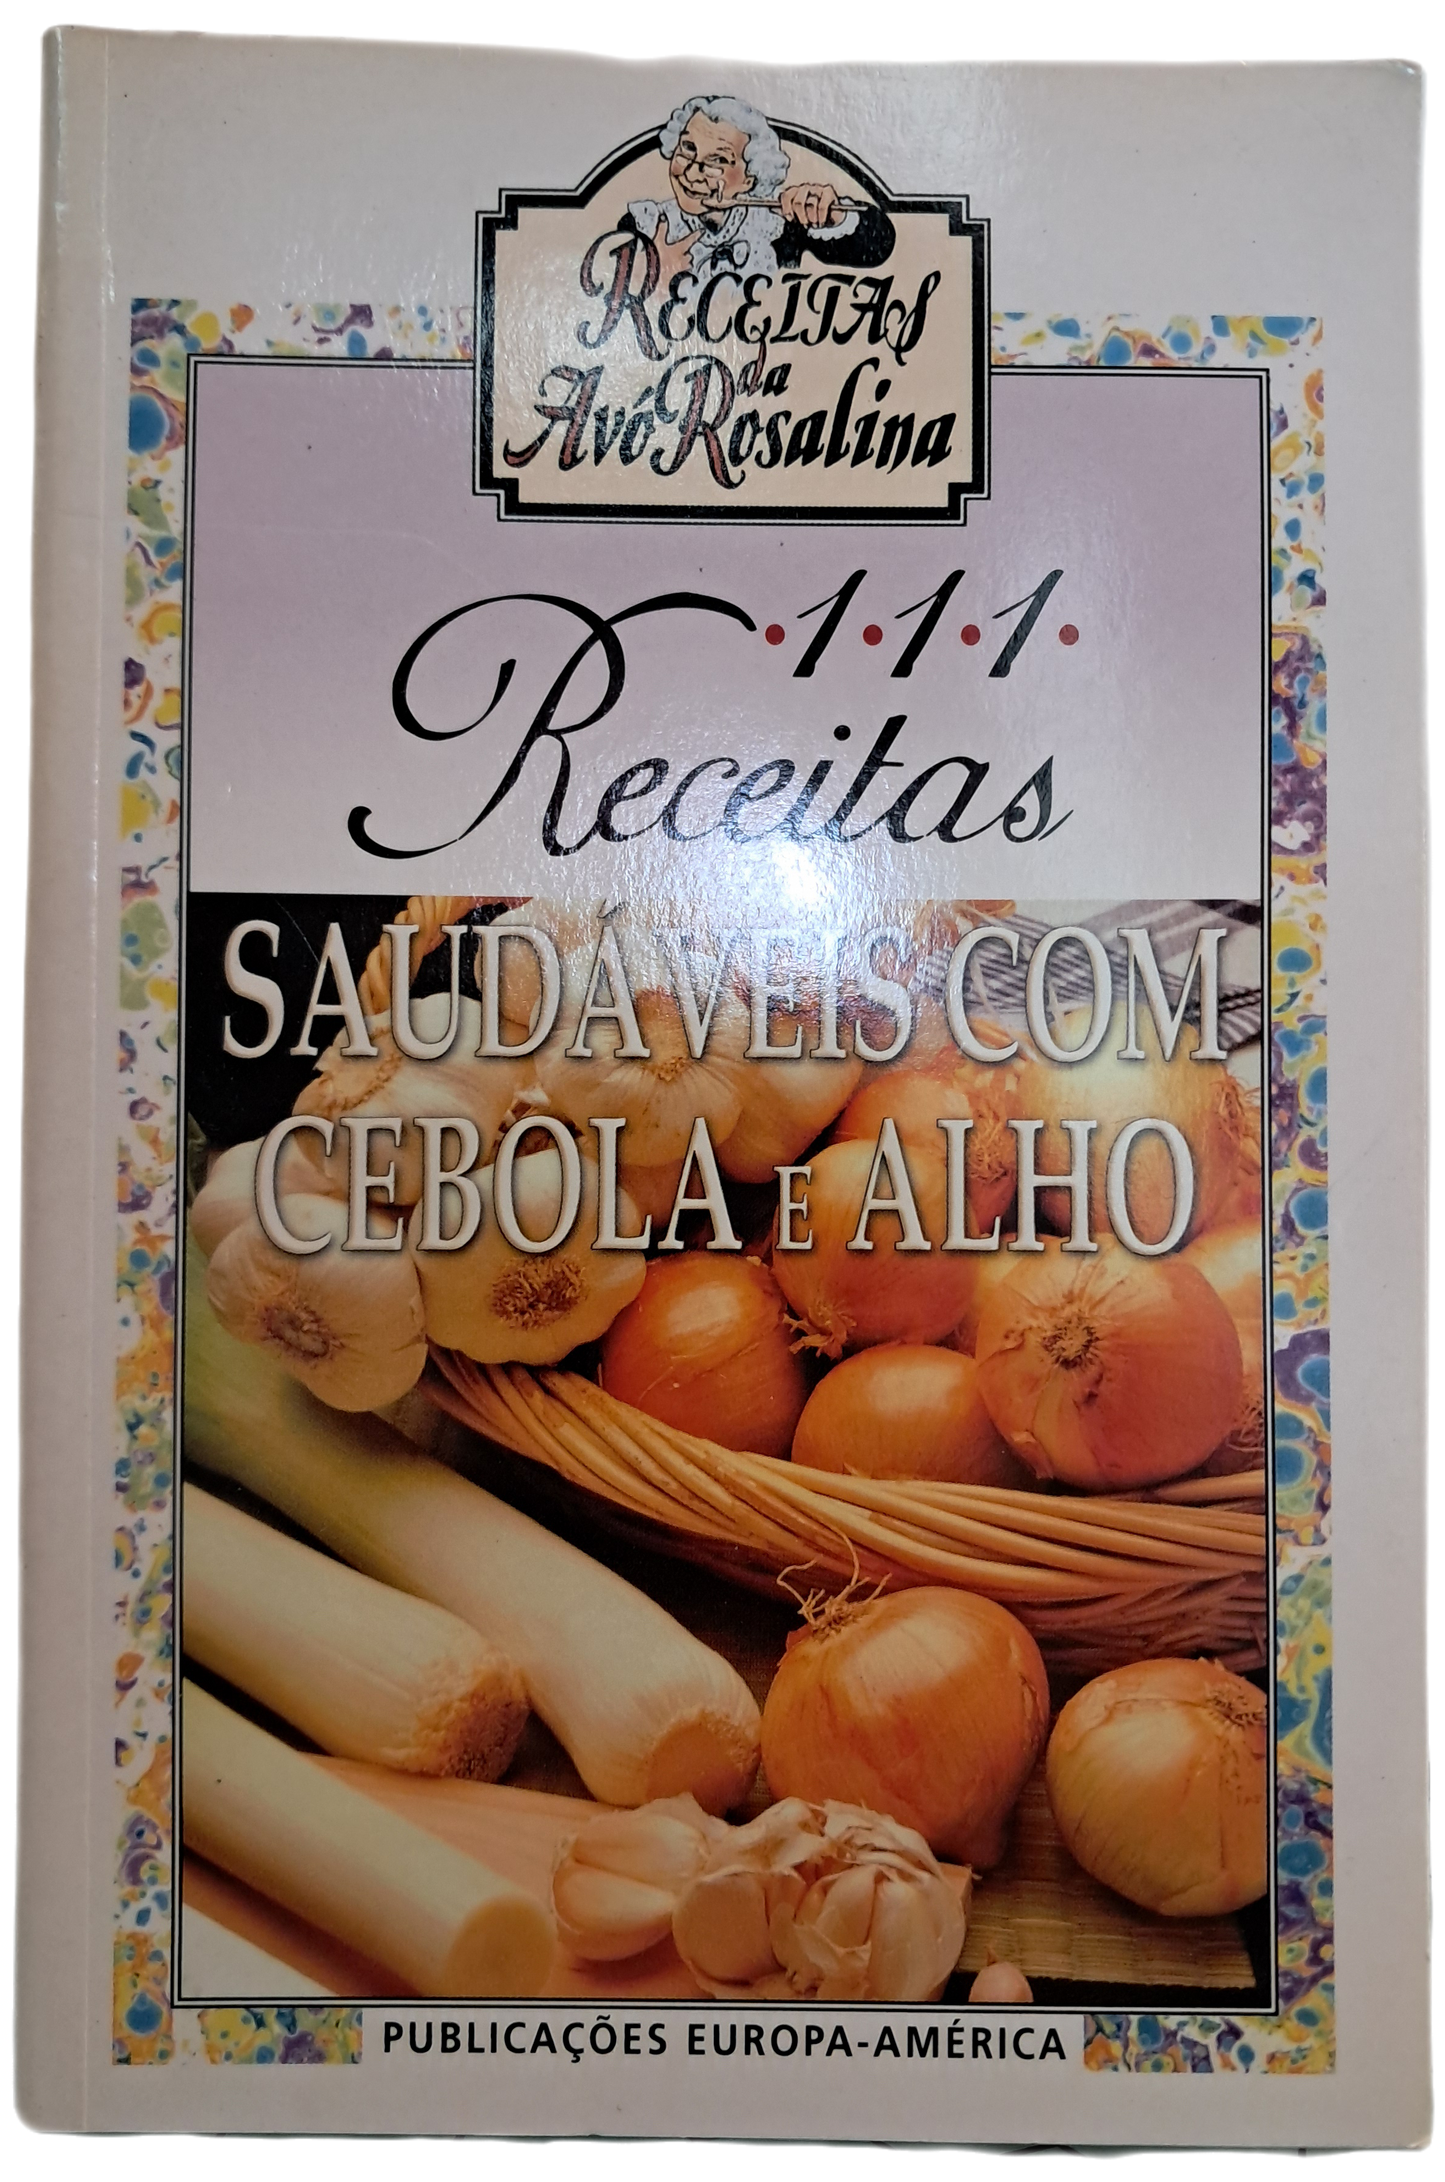 Receitas
da
Avó Rosalina
·1·1·1·
Receitas
SAUDÁVEIS COM
CEBOLA E ALHO
PUBLICAÇÕES EUROPA-AMÉRICA